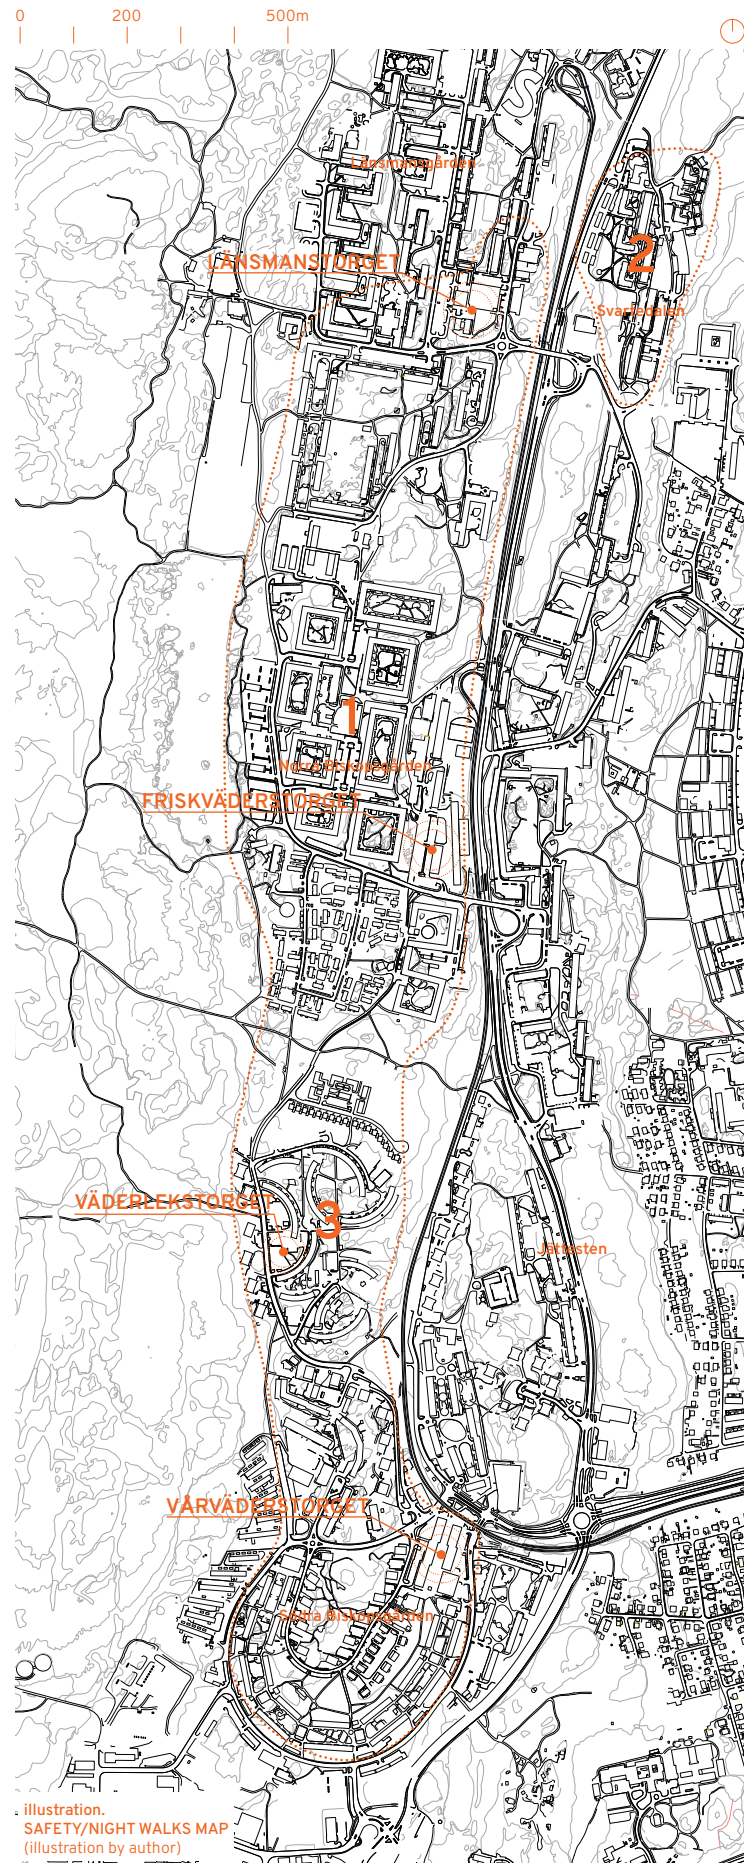 0 200 500m
Länsmansgården
2
LÄNSMANSTORGET
Svartedalen
1
Norra Biskopsgården
FRISKVÄDERSTORGET
VÄDERLEKSTORGET
3
Jättesten
VÅRVÄDERSTORGET
Södra Biskopsgården
illustration.
SAFETY/NIGHT WALKS MAP
(illustration by author)